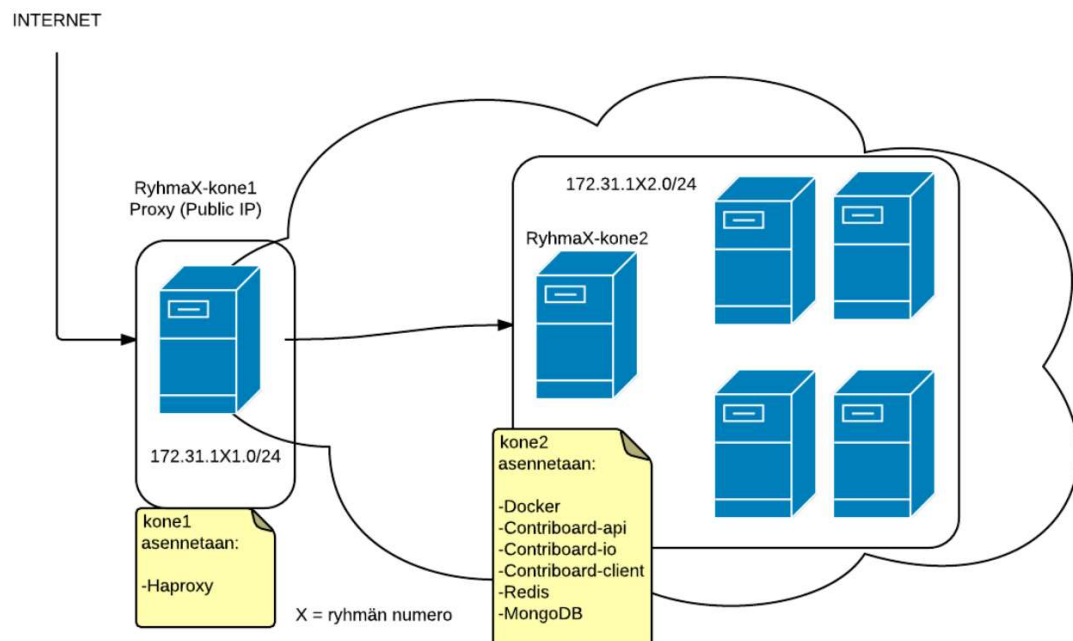 INTERNET
RyhmaX-kone1
Proxy (Public IP)
172.31.1X2.0/24
RyhmaX-kone2
172.31.1X1.0/24
kone1
asennetaan:
-Haproxy
kone2
asennetaan:
-Docker
-Contriboard-api
-Contriboard-io
-Contriboard-client
-Redis
-MongoDB
X = ryhmän numero